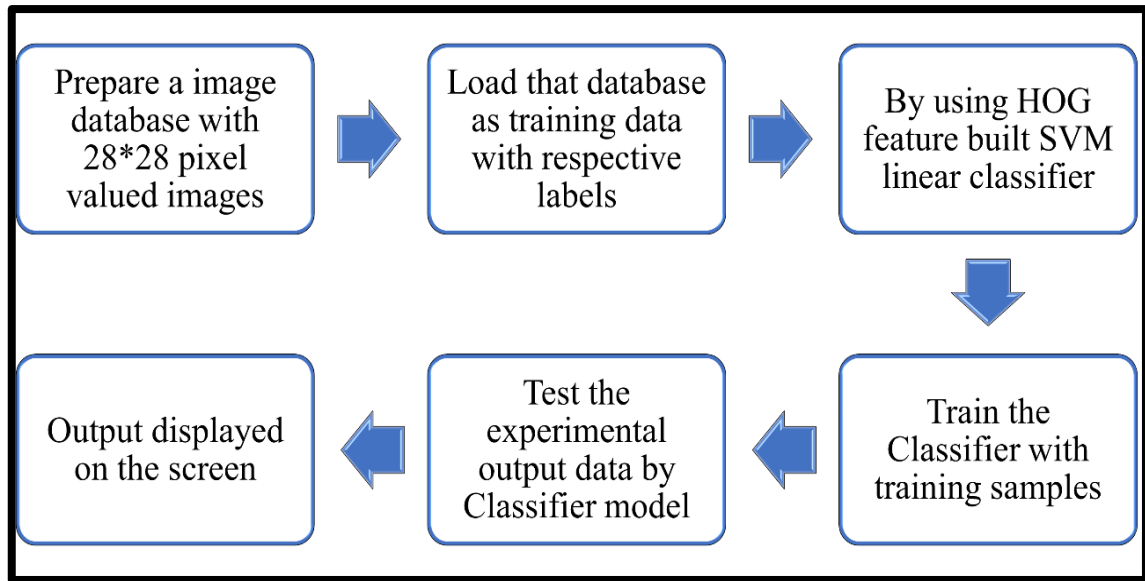 Prepare a image
database with
28*28 pixel
valued images
Load that database
as training data
with respective
labels
By using HOG
feature built SVM
linear classifier
Train the
Classifier with
training samples
Test the
experimental
output data by
Classifier model
Output displayed
on the screen